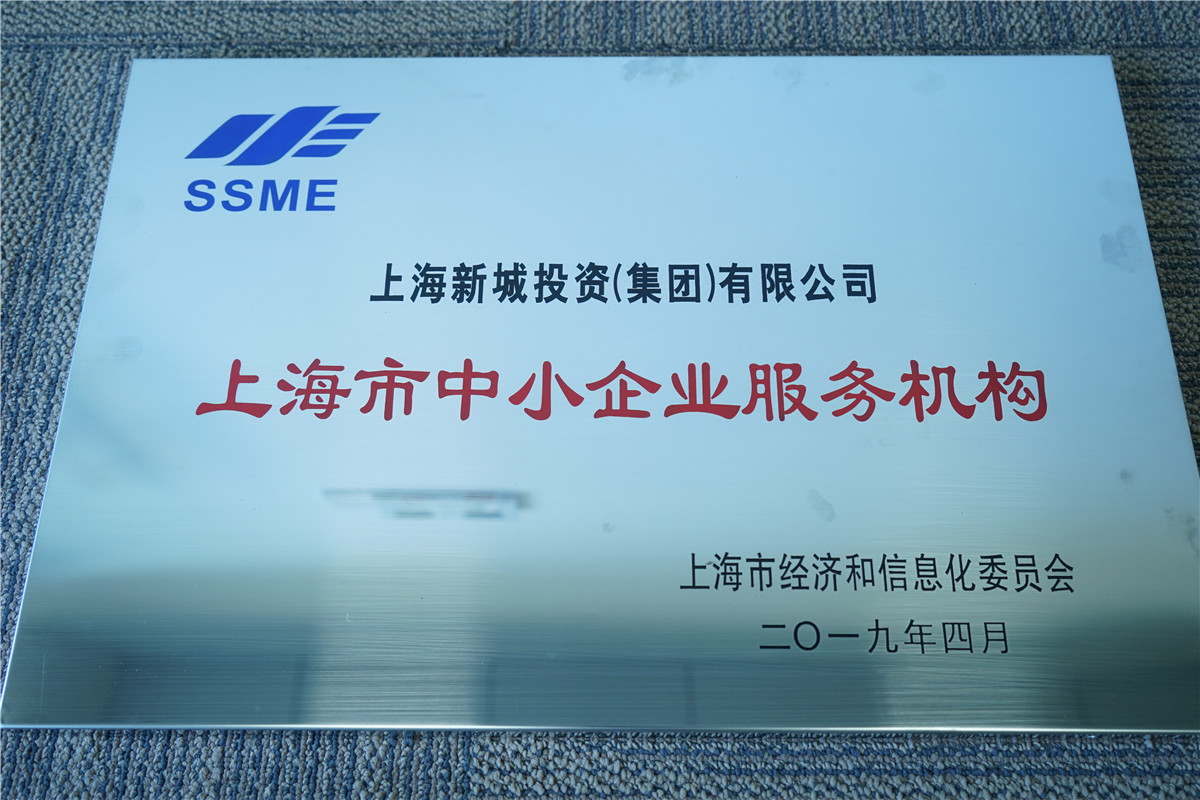 SSME
上海新城投资(集团)有限公司
上海市中小企业服务机构
上海市经济和信息化委员会
二〇一九年四月